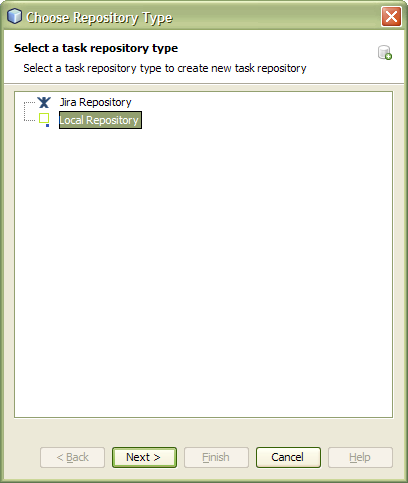 Choose Repository Type
Select a task repository type
Select a task repository type to create new task repository
Jira Repository
Local Repository
< Back
Next >
Finish
Cancel
Help